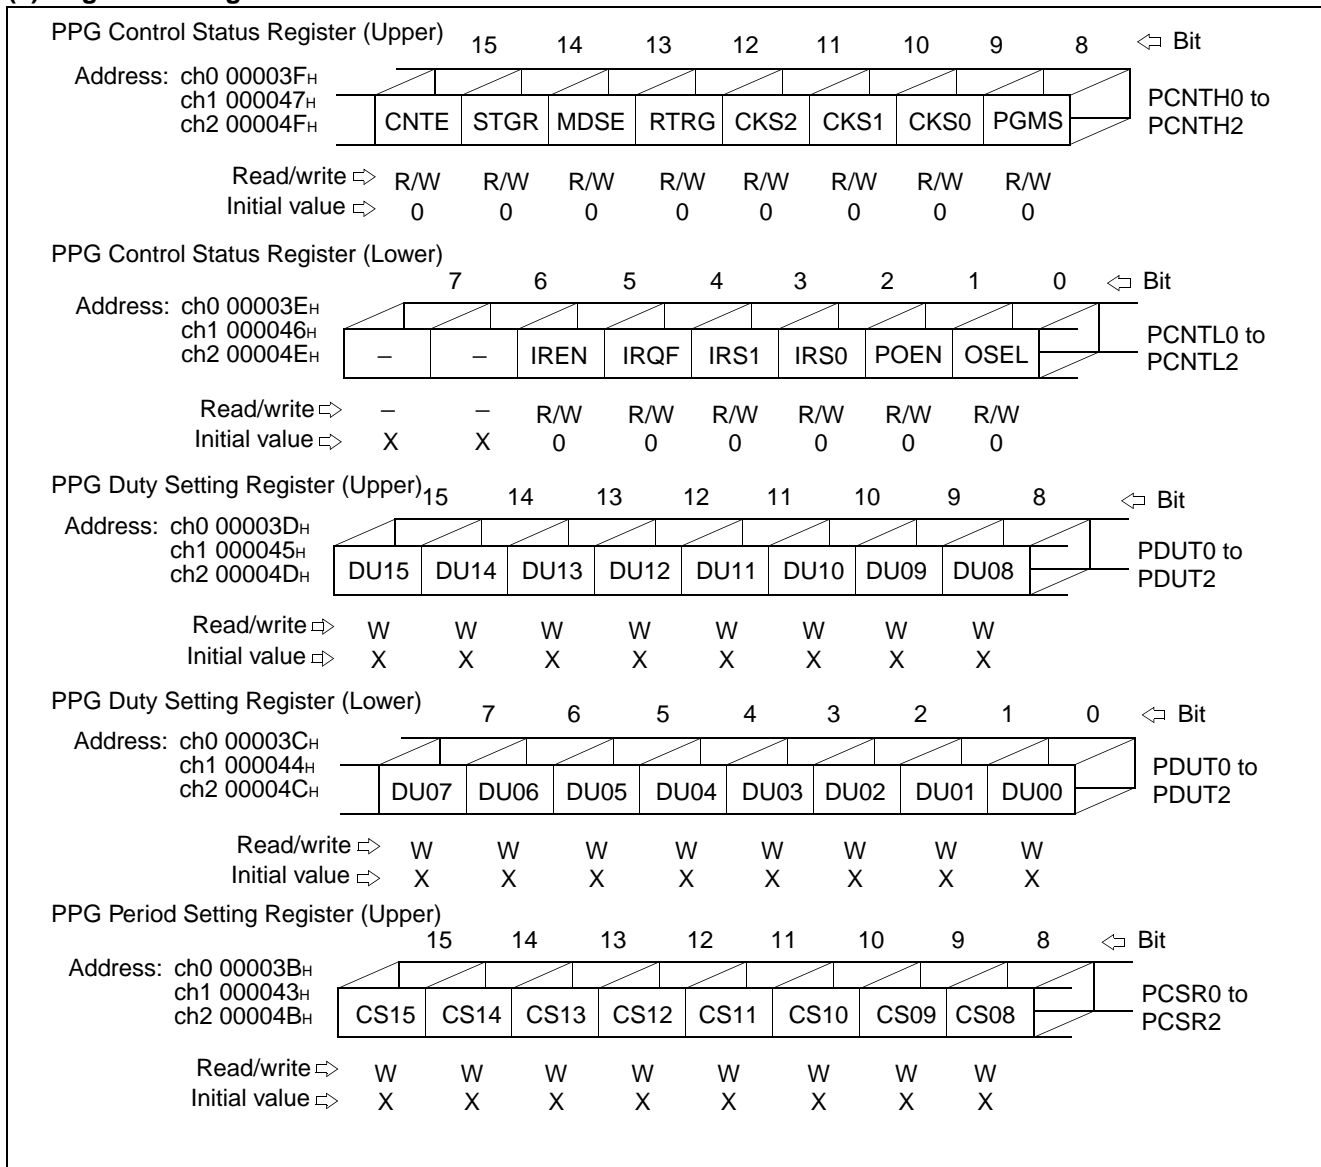 PPG Control Status Register (Upper)
15 14 13 12 11 10 9 8 ⇦ Bit
Address: ch0 00003FH
ch1 000047H
ch2 00004FH
CNTE STGR MDSE RTRG CKS2 CKS1 CKS0 PGMS
PCNTH0 to
PCNTH2
Read/write ⇨ R/W R/W R/W R/W R/W R/W R/W R/W
Initial value ⇨ 0 0 0 0 0 0 0 0
PPG Control Status Register (Lower)
7 6 5 4 3 2 1 0 ⇦ Bit
Address: ch0 00003EH
ch1 000046H
ch2 00004EH
– – IREN IRQF IRS1 IRS0 POEN OSEL
PCNTL0 to
PCNTL2
Read/write ⇨ – – R/W R/W R/W R/W R/W R/W
Initial value ⇨ X X 0 0 0 0 0 0
PPG Duty Setting Register (Upper)
15 14 13 12 11 10 9 8 ⇦ Bit
Address: ch0 00003DH
ch1 000045H
ch2 00004DH
DU15 DU14 DU13 DU12 DU11 DU10 DU09 DU08
PDUT0 to
PDUT2
Read/write ⇨ W W W W W W W W
Initial value ⇨ X X X X X X X X
PPG Duty Setting Register (Lower)
7 6 5 4 3 2 1 0 ⇦ Bit
Address: ch0 00003CH
ch1 000044H
ch2 00004CH
DU07 DU06 DU05 DU04 DU03 DU02 DU01 DU00
PDUT0 to
PDUT2
Read/write ⇨ W W W W W W W W
Initial value ⇨ X X X X X X X X
PPG Period Setting Register (Upper)
15 14 13 12 11 10 9 8 ⇦ Bit
Address: ch0 00003BH
ch1 000043H
ch2 00004BH
CS15 CS14 CS13 CS12 CS11 CS10 CS09 CS08
PCSR0 to
PCSR2
Read/write ⇨ W W W W W W W W
Initial value ⇨ X X X X X X X X